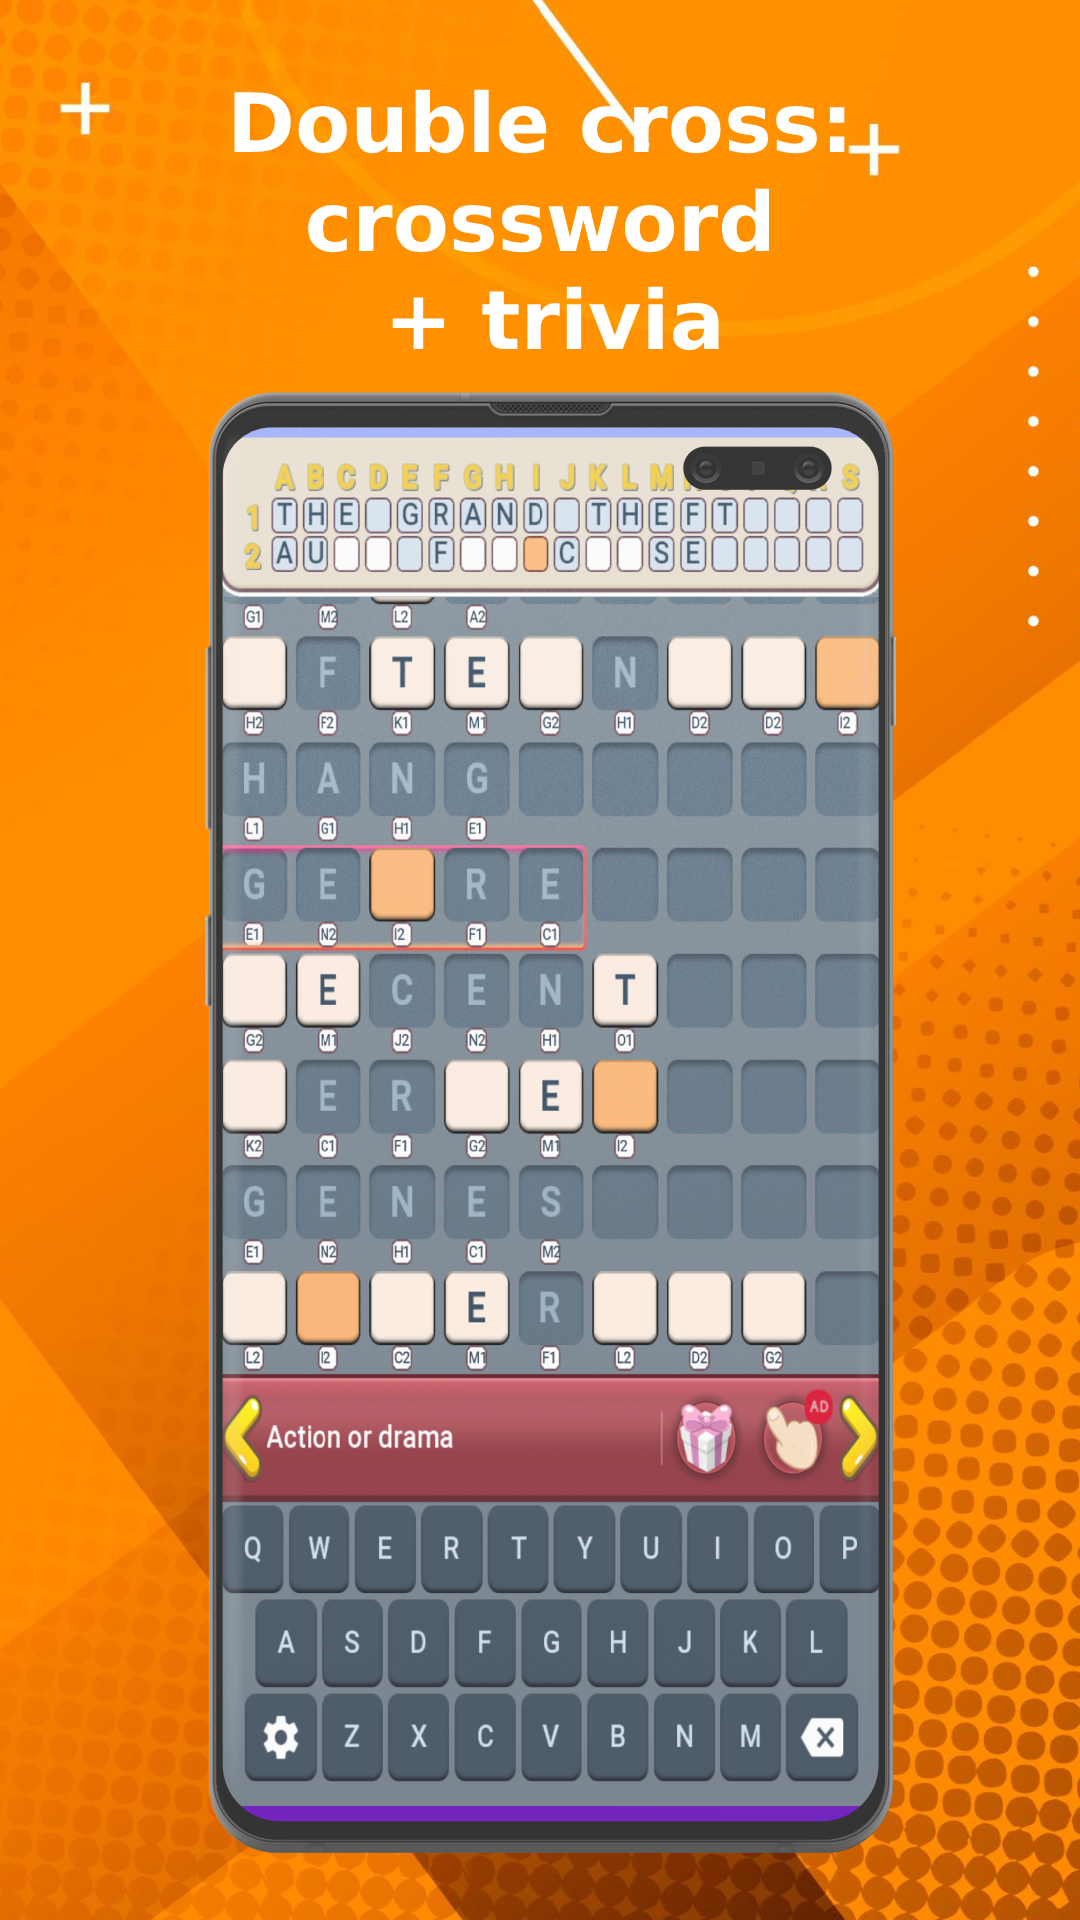 Double cross:
crossword
+ trivia
A B C D E F G H I J K L M S
1 T H E G R A N D T H E F T
2 A U F C S E
G1 M2 L2 A2
F T E N
H2 F2 K1 M1 G2 H1 D2 D2 I2
H A N G
L1 G1 H1 E1
G E R E
E1 N2 I2 F1 C1
E C E N T
G2 M1 J2 N2 H1 O1
E R E
K2 C1 F1 G2 M1 I2
G E N E S
E1 N2 H1 C1 M2
E R
L2 I2 C2 M1 F1 L2 D2 G2
AD
Action or drama
Q W E R T Y U I O P
A S D F G H J K L
Z X C V B N M